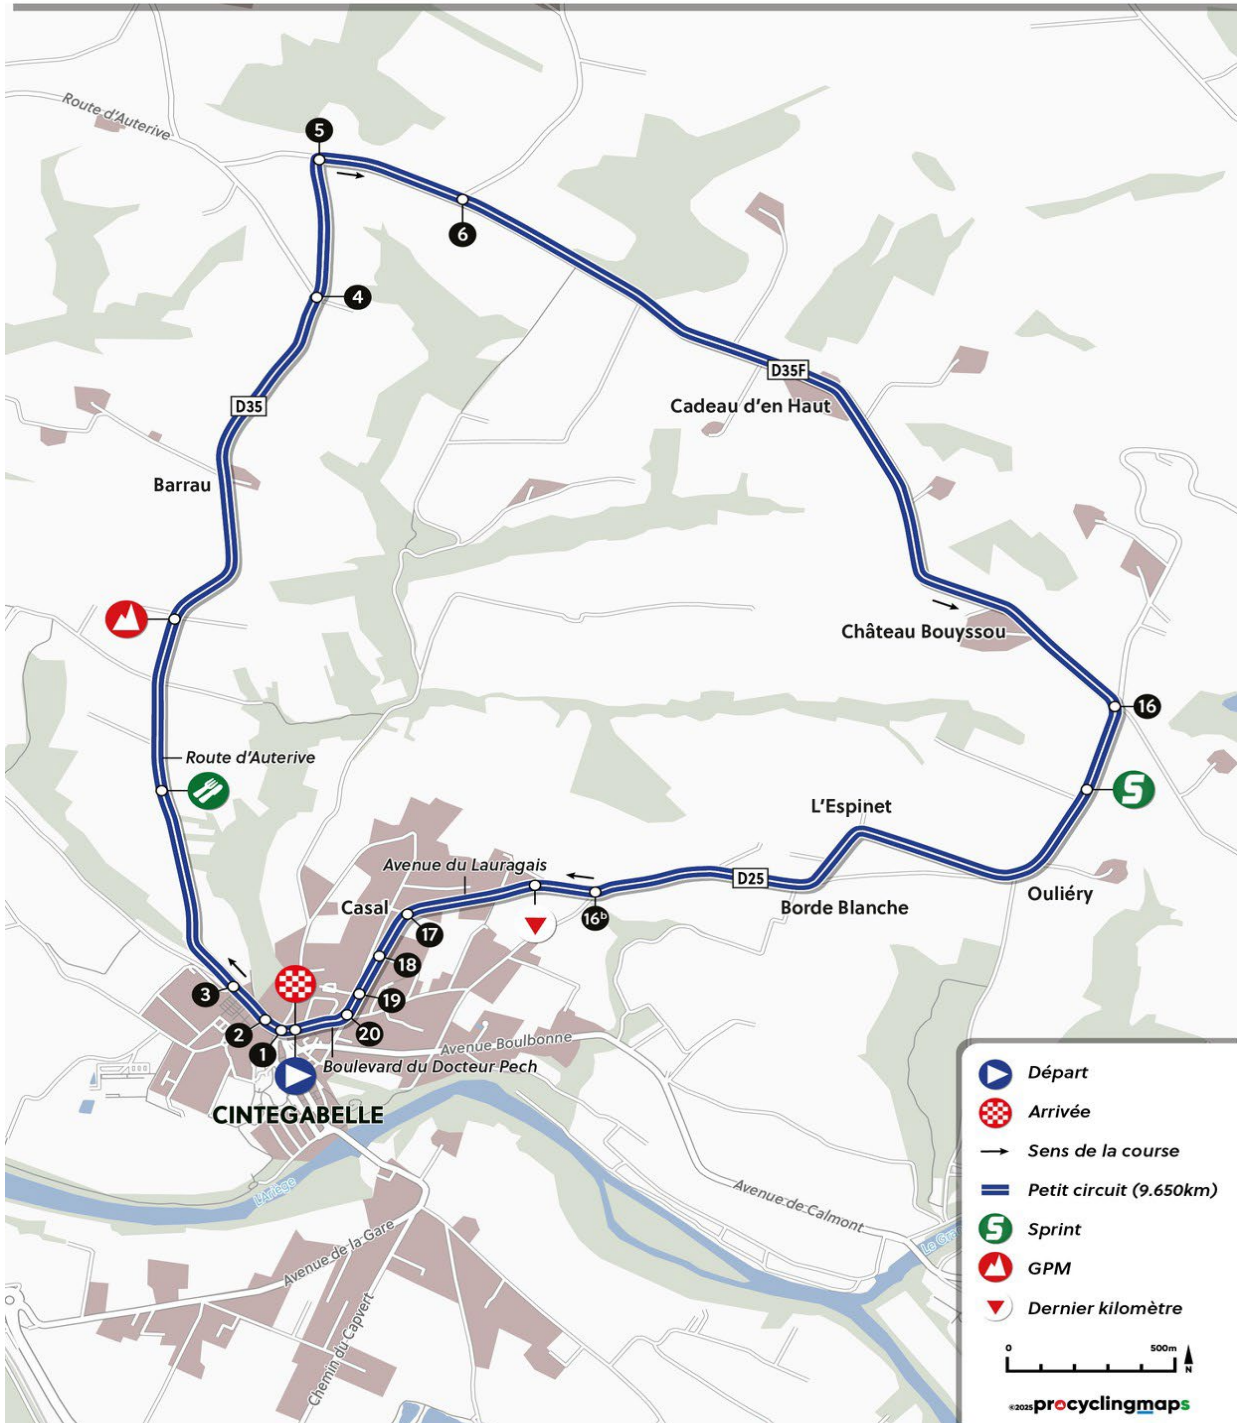 Route d'Auterive
5
6
4
D35
D35F
Cadeau d'en Haut
Barrau
Château Bouyssou
16
Route d'Auterive
S
L'Espinet
Avenue du Lauragais
D25
Casal
Borde Blanche
Ouliéry
16b
17
18
3
19
2
20
1
Avenue Boulbonne
Boulevard du Docteur Pech
CINTEGABELLE
L'Ariège
Avenue de Calmont
Avenue de la Gare
Chemin du Capvert
Départ
Arrivée
Sens de la course
Petit circuit (9.650km)
S
Sprint
GPM
Dernier kilomètre
0
500m
N
©2025 procyclingmaps